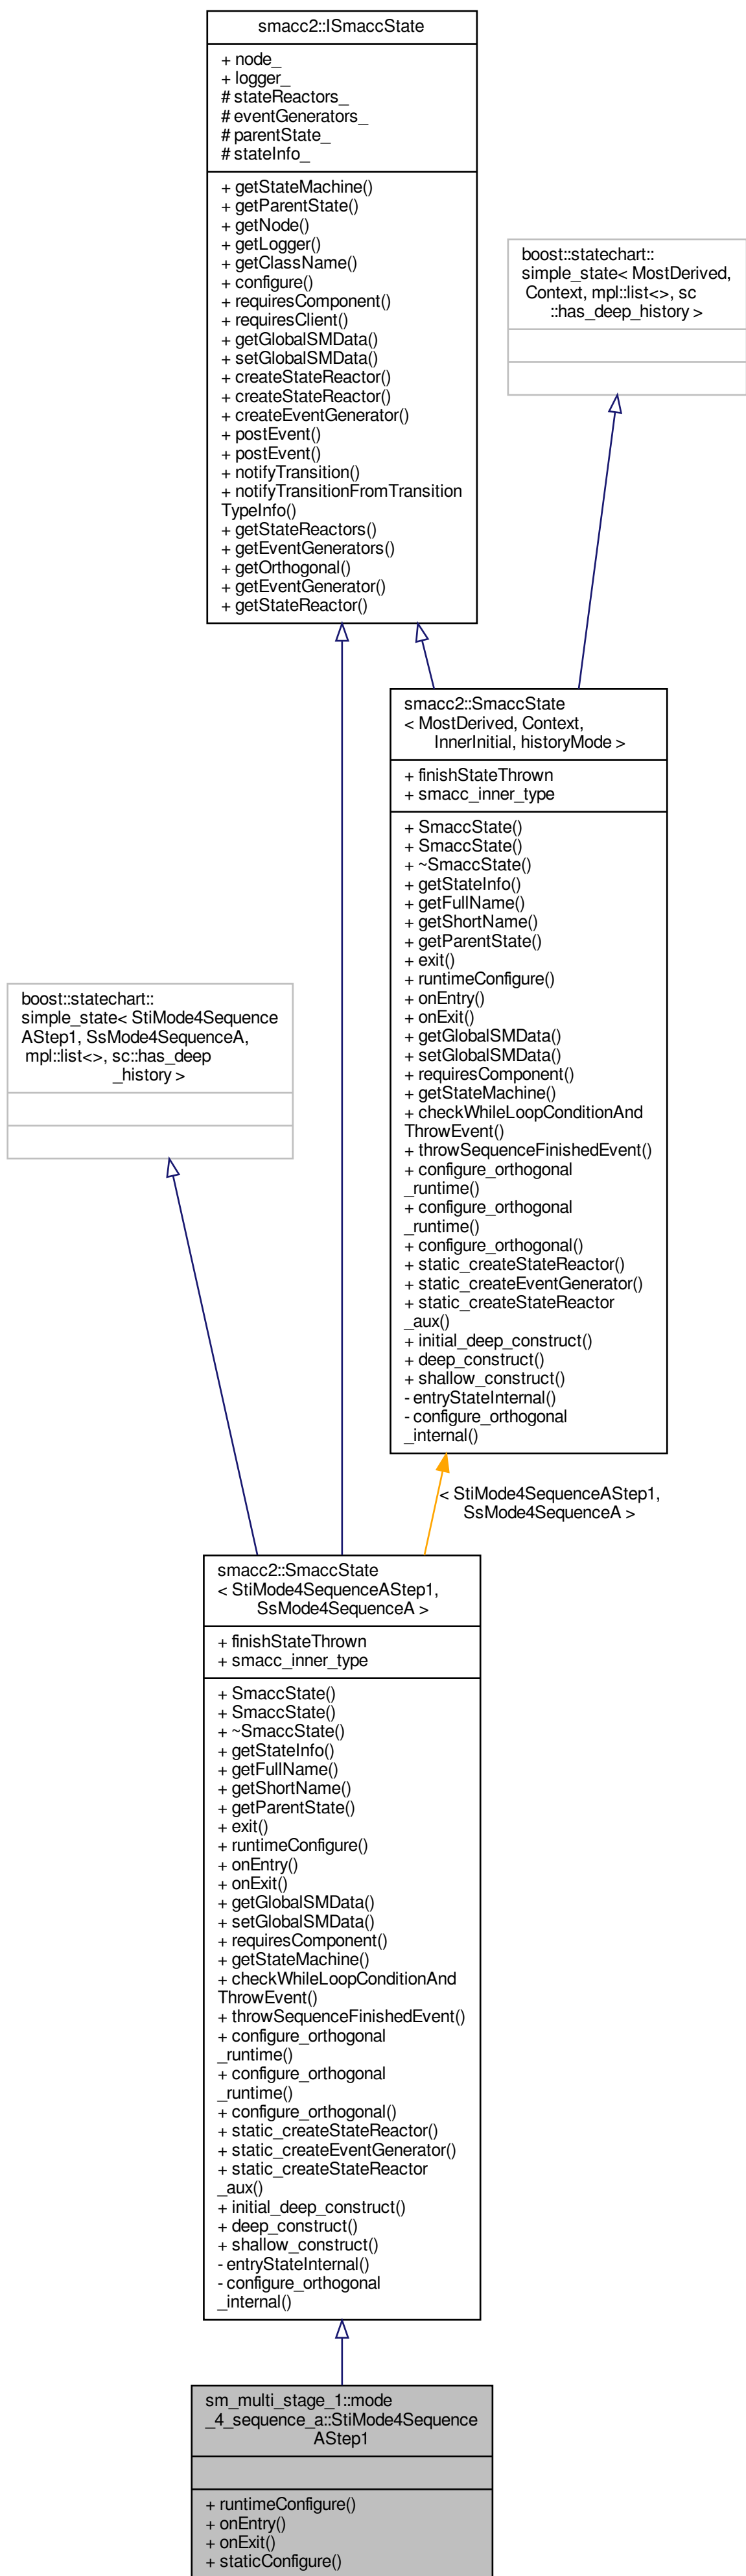 smacc2::ISmaccState
+ node_
+ logger_
# stateReactors_
# eventGenerators_
# parentState_
# stateInfo_
+ getStateMachine()
+ getParentState()
+ getNode()
+ getLogger()
+ getClassName()
+ configure()
+ requiresComponent()
+ requiresClient()
+ getGlobalSMData()
+ setGlobalSMData()
+ createStateReactor()
+ createStateReactor()
+ createEventGenerator()
+ postEvent()
+ postEvent()
+ notifyTransition()
+ notifyTransitionFromTransition
TypeInfo()
+ getStateReactors()
+ getEventGenerators()
+ getOrthogonal()
+ getEventGenerator()
+ getStateReactor()
boost::statechart::
simple_state< MostDerived,
Context, mpl::list<>, sc
::has_deep_history >
smacc2::SmaccState
< MostDerived, Context,
InnerInitial, historyMode >
+ finishStateThrown
+ smacc_inner_type
+ SmaccState()
+ SmaccState()
+ ~SmaccState()
+ getStateInfo()
+ getFullName()
+ getShortName()
+ getParentState()
+ exit()
+ runtimeConfigure()
+ onEntry()
+ onExit()
+ getGlobalSMData()
+ setGlobalSMData()
+ requiresComponent()
+ getStateMachine()
+ checkWhileLoopConditionAnd
ThrowEvent()
+ throwSequenceFinishedEvent()
+ configure_orthogonal
_runtime()
+ configure_orthogonal
_runtime()
+ configure_orthogonal()
+ static_createStateReactor()
+ static_createEventGenerator()
+ static_createStateReactor
_aux()
+ initial_deep_construct()
+ deep_construct()
+ shallow_construct()
- entryStateInternal()
- configure_orthogonal
_internal()
boost::statechart::
simple_state< StiMode4Sequence
AStep1, SsMode4SequenceA,
mpl::list<>, sc::has_deep
_history >
< StiMode4SequenceAStep1,
SsMode4SequenceA >
smacc2::SmaccState
< StiMode4SequenceAStep1,
SsMode4SequenceA >
+ finishStateThrown
+ smacc_inner_type
+ SmaccState()
+ SmaccState()
+ ~SmaccState()
+ getStateInfo()
+ getFullName()
+ getShortName()
+ getParentState()
+ exit()
+ runtimeConfigure()
+ onEntry()
+ onExit()
+ getGlobalSMData()
+ setGlobalSMData()
+ requiresComponent()
+ getStateMachine()
+ checkWhileLoopConditionAnd
ThrowEvent()
+ throwSequenceFinishedEvent()
+ configure_orthogonal
_runtime()
+ configure_orthogonal
_runtime()
+ configure_orthogonal()
+ static_createStateReactor()
+ static_createEventGenerator()
+ static_createStateReactor
_aux()
+ initial_deep_construct()
+ deep_construct()
+ shallow_construct()
- entryStateInternal()
- configure_orthogonal
_internal()
sm_multi_stage_1::mode
_4_sequence_a::StiMode4Sequence
AStep1
+ runtimeConfigure()
+ onEntry()
+ onExit()
+ staticConfigure()